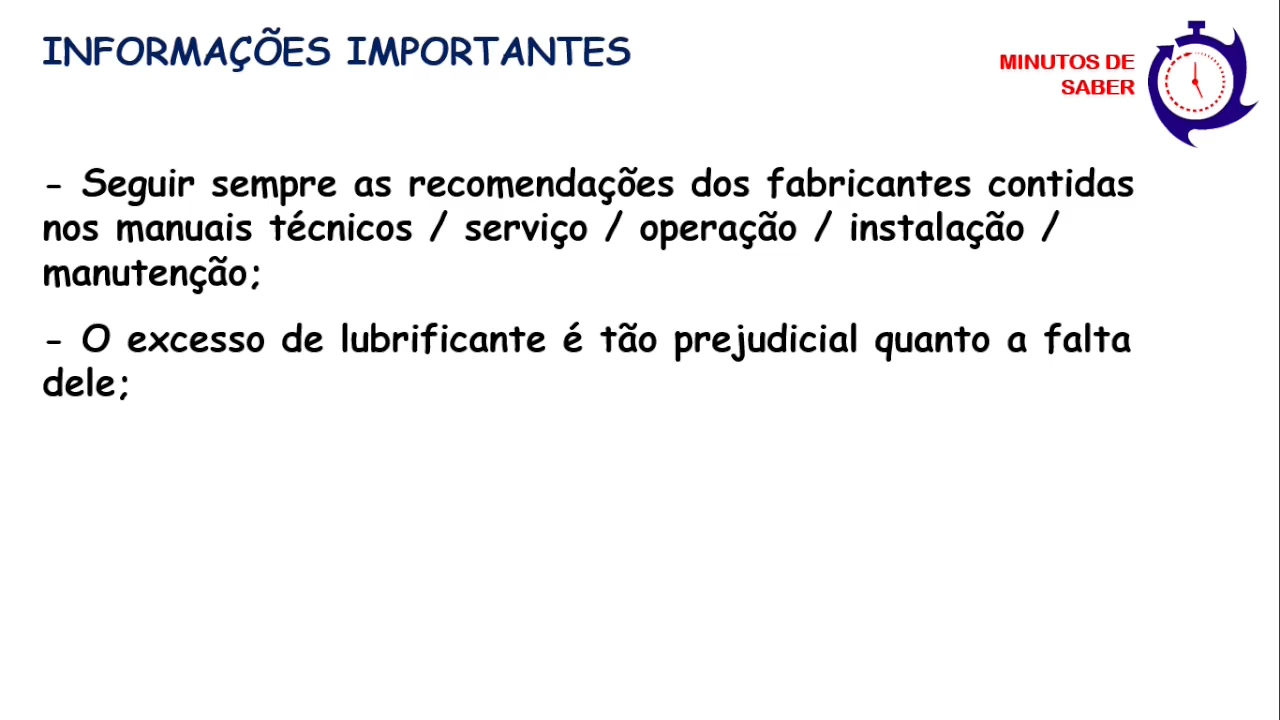 INFORMAÇÕES IMPORTANTES
MINUTOS DE
SABER
- Seguir sempre as recomendações dos fabricantes contidas
nos manuais técnicos / serviço / operação / instalação /
manutenção;
- O excesso de lubrificante é tão prejudicial quanto a falta
dele;